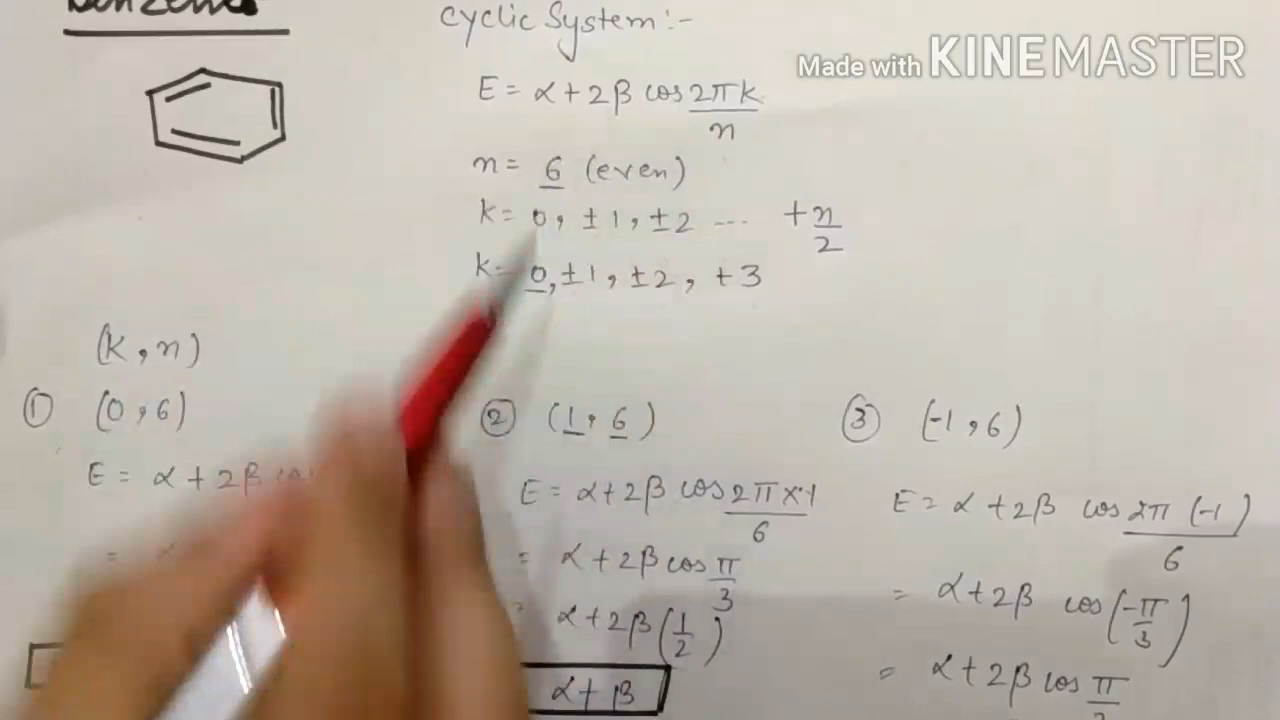 Benzene
Cyclic System :-
Made with KINEMASTER
E = α + 2β cos 2πk/n
n = 6 (even)
k = 0, ±1, ±2 --- + n/2
k = 0, ±1, ±2, +3
(k, n)
① (0, 6)
E = α + 2β
② (1, 6)
E = α + 2β cos 2π×1/6
= α + 2β cos π/3
= α + 2β (1/2)
α + β
③ (-1, 6)
E = α + 2β cos 2π (-1)/6
= α + 2β cos (-π/3)
= α + 2β cos π/3